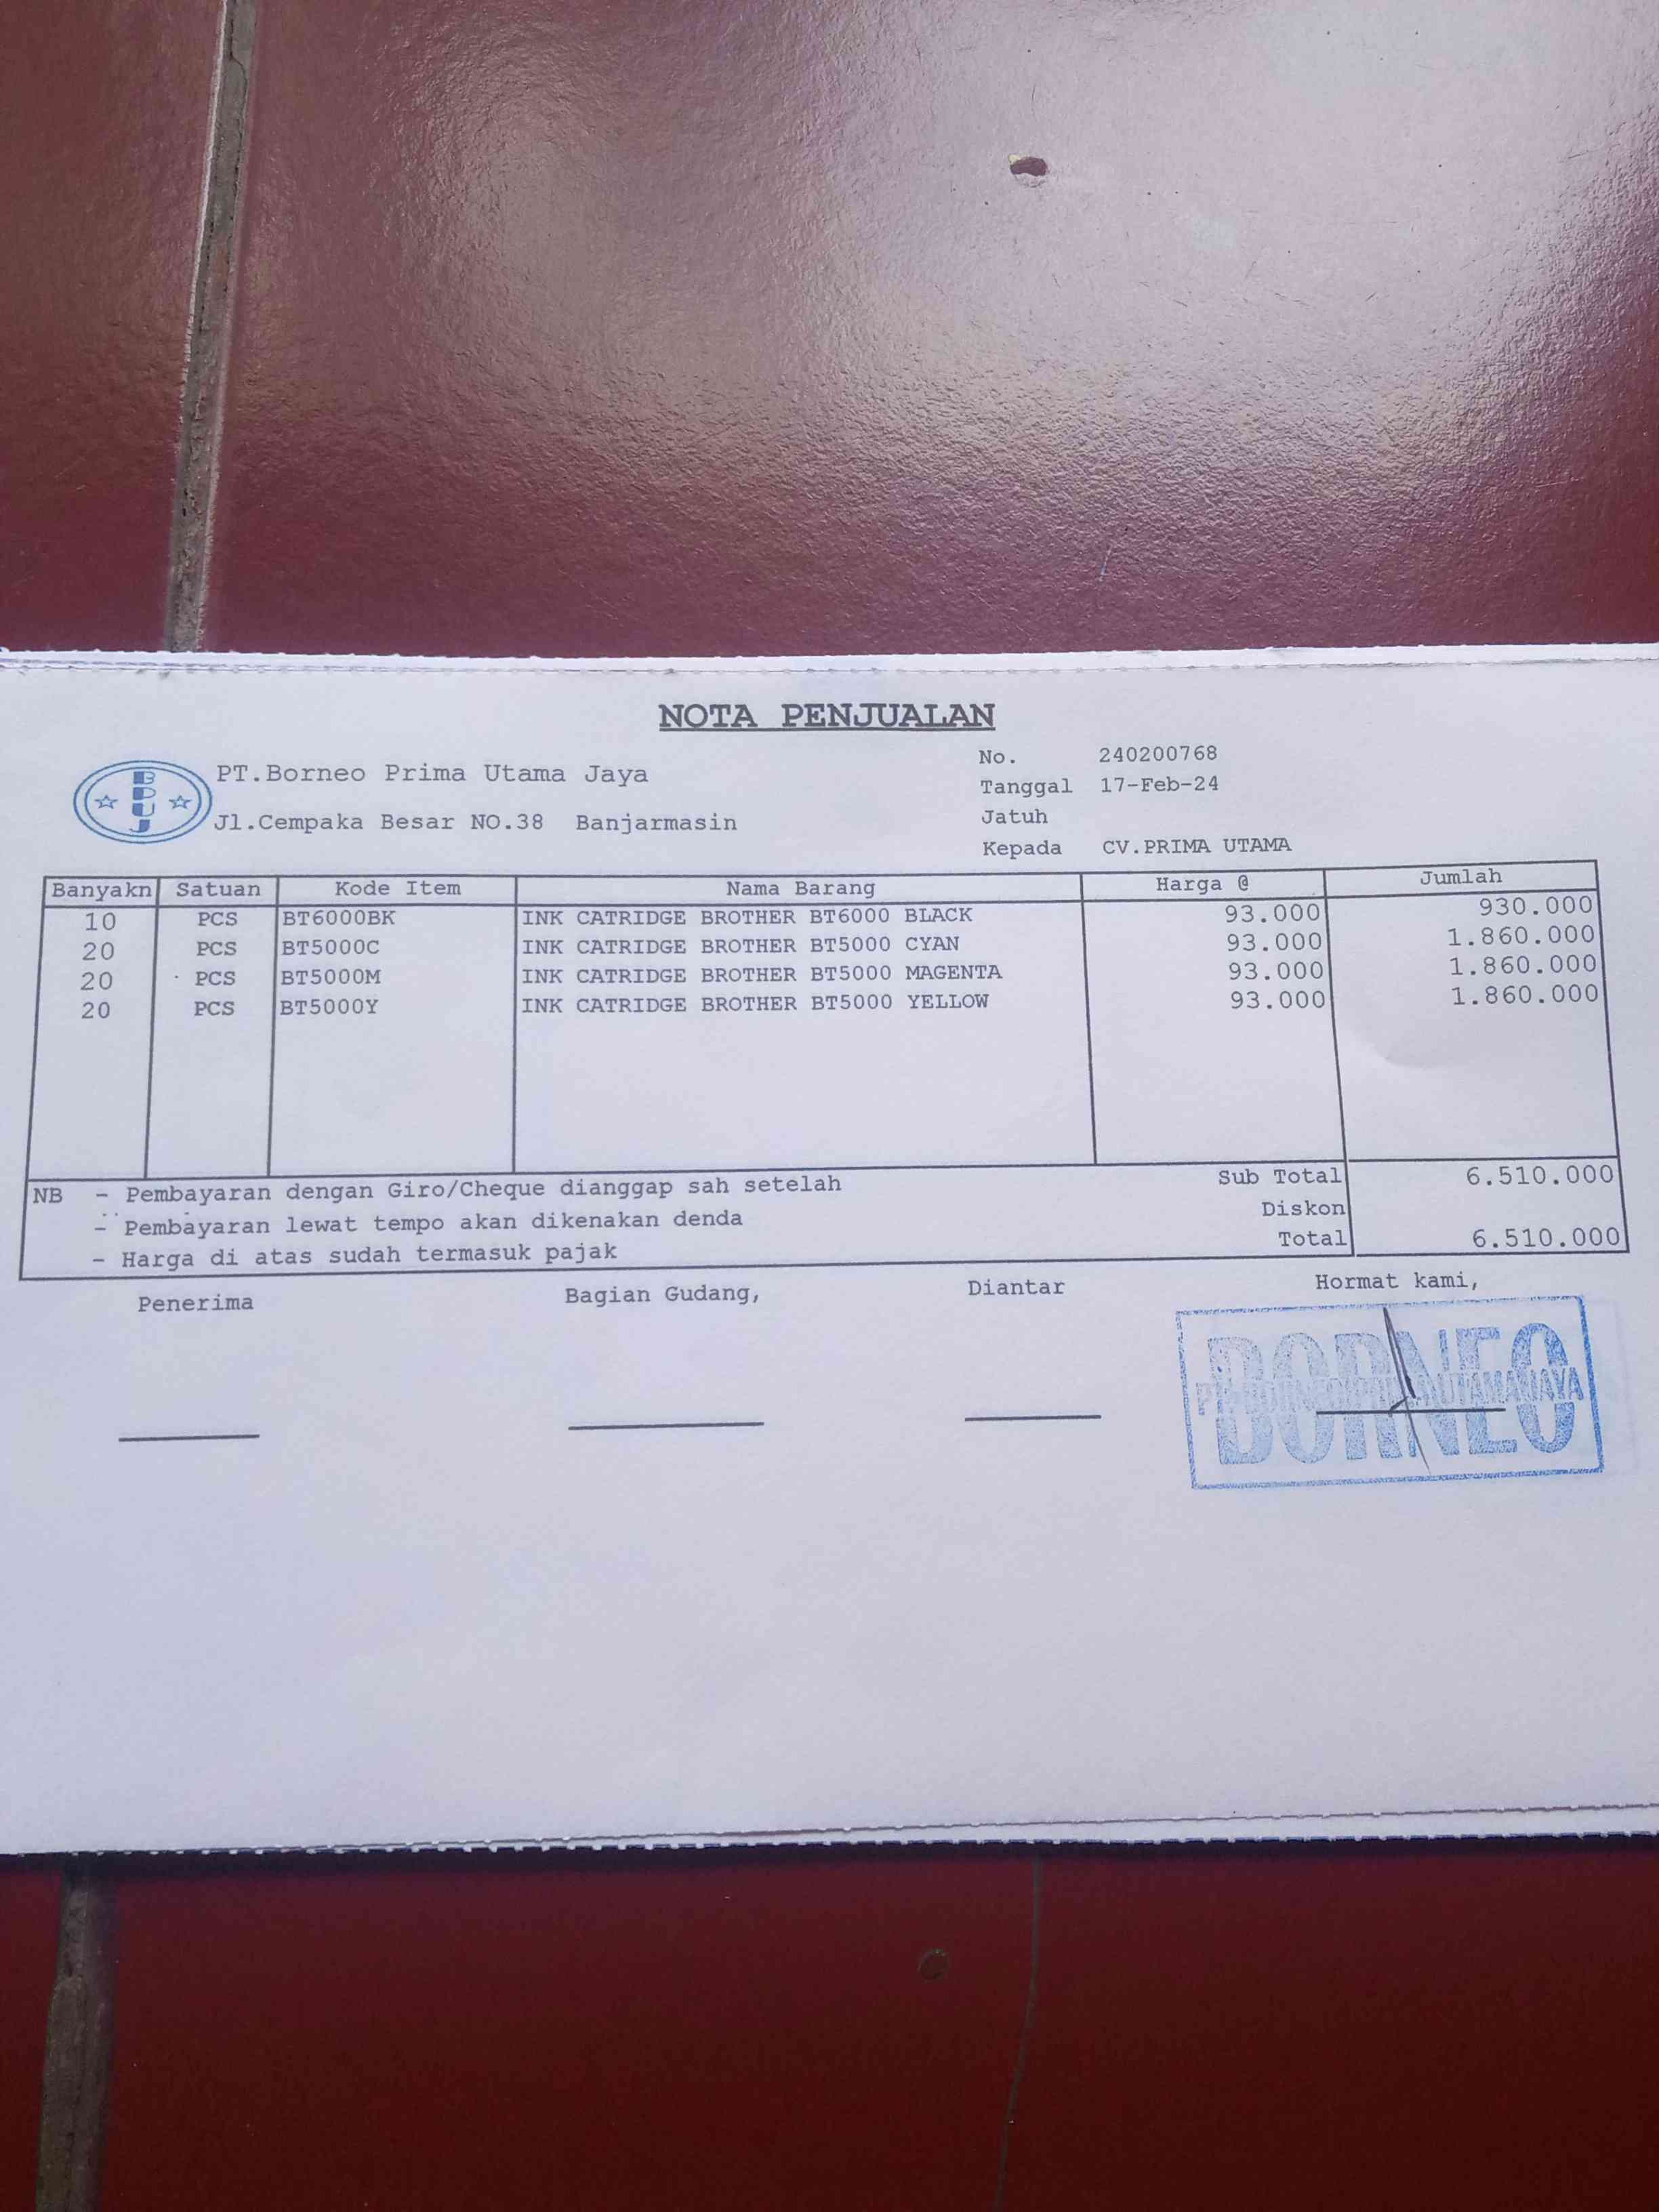 NOTA PENJUALAN
BPUJ
PT.Borneo Prima Utama Jaya
Jl.Cempaka Besar NO.38 Banjarmasin
No. 240200768
Tanggal 17-Feb-24
Jatuh
Kepada CV.PRIMA UTAMA
Banyakn Satuan Kode Item Nama Barang Harga @ Jumlah
10 PCS BT6000BK INK CATRIDGE BROTHER BT6000 BLACK 93.000 930.000
20 PCS BT5000C INK CATRIDGE BROTHER BT5000 CYAN 93.000 1.860.000
20 PCS BT5000M INK CATRIDGE BROTHER BT5000 MAGENTA 93.000 1.860.000
20 PCS BT5000Y INK CATRIDGE BROTHER BT5000 YELLOW 93.000 1.860.000
NB - Pembayaran dengan Giro/Cheque dianggap sah setelah
- Pembayaran lewat tempo akan dikenakan denda
- Harga di atas sudah termasuk pajak
Sub Total 6.510.000
Diskon
Total 6.510.000
Penerima Bagian Gudang, Diantar Hormat kami,
BORNEO
PT. BORNEO PRIMA UTAMA JAYA